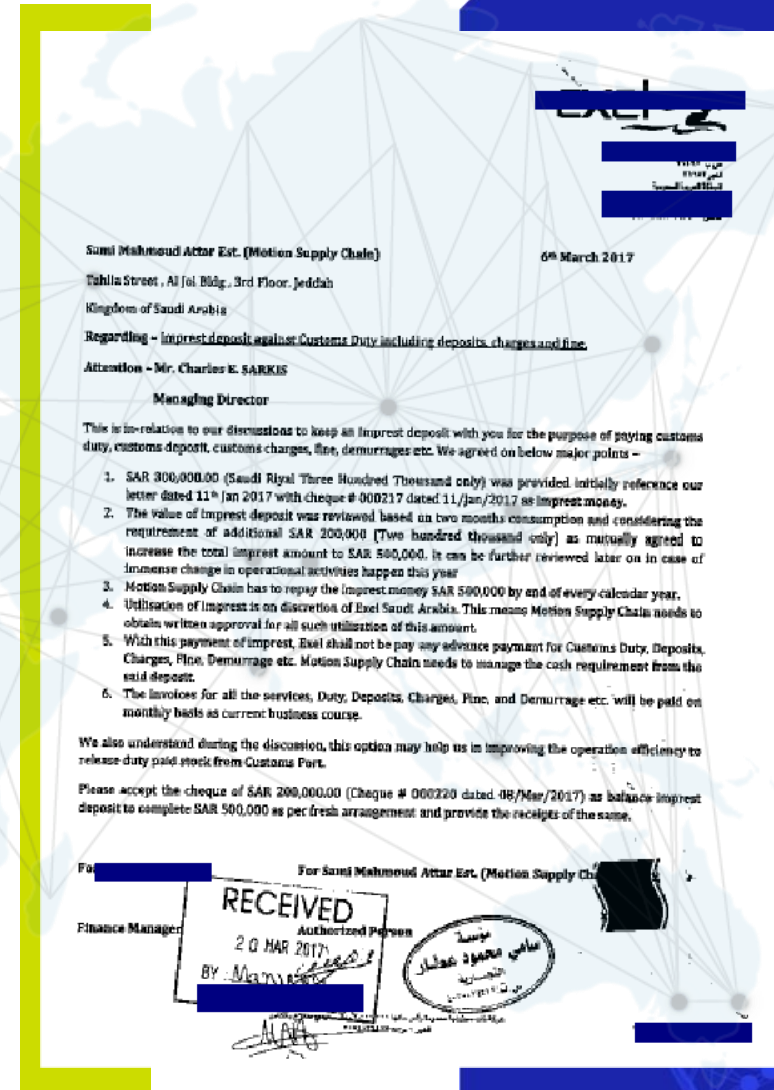 exel
الخبر ٣١٩٥٢
المملكة العربية السعودية
Sami Mahmoud Attar Est. (Motion Supply Chain)
6th March 2017
Tahlia Street , Al Joi Bldg., 3rd Floor. Jeddah
Kingdom of Saudi Arabia
Regarding – Imprest deposit against Customs Duty including deposits, charges and fine.
Attention – Mr. Charles E. SARKIS
Managing Director
This is in-relation to our discussions to keep an Imprest deposit with you for the purpose of paying customs
duty, customs deposit, customs charges, fine, demurrages etc. We agreed on below major points –
1. SAR 300,000.00 (Saudi Riyal Three Hundred Thousand only) was provided initially reference our
letter dated 11th Jan 2017 with cheque # 000217 dated 11/Jan/2017 as Imprest money.
2. The value of Imprest deposit was reviewed based on two months consumption and considering the
requirement of additional SAR 200,000 (Two hundred thousand only) as mutually agreed to
increase the total imprest amount to SAR 500,000. It can be further reviewed later on in case of
immense change in operational activities happen this year
3. Motion Supply Chain has to repay the Imprest money SAR 500,000 by end of every calendar year.
4. Utilisation of Imprest is on discretion of Exel Saudi Arabia. This means Motion Supply Chain needs to
obtain written approval for all such utilisation of this amount.
5. With this payment of imprest, Exel shall not be pay any advance payment for Customs Duty, Deposits,
Charges, Fine, Demurrage etc. Motion Supply Chain needs to manage the cash requirement from the
said deposit.
6. The invoices for all the services, Duty, Deposits, Charges, Fine, and Demurrage etc. will be paid on
monthly basis as current business course.
We also understand during the discussion, this option may help us in improving the operation efficiency to
release duty paid stock from Customs Port.
Please accept the cheque of SAR 200,000.00 (Cheque # 000220 dated 08/Mar/2017) as balance imprest
deposit to complete SAR 500,000 as per fresh arrangement and provide the receipts of the same.
For Sami Mahmoud Attar Est. (Motion Supply Cha
Finance Manager
Authorized Person
RECEIVED
20 MAR 2017
BY :
مؤسسة
سامي محمود عطار
التجارية